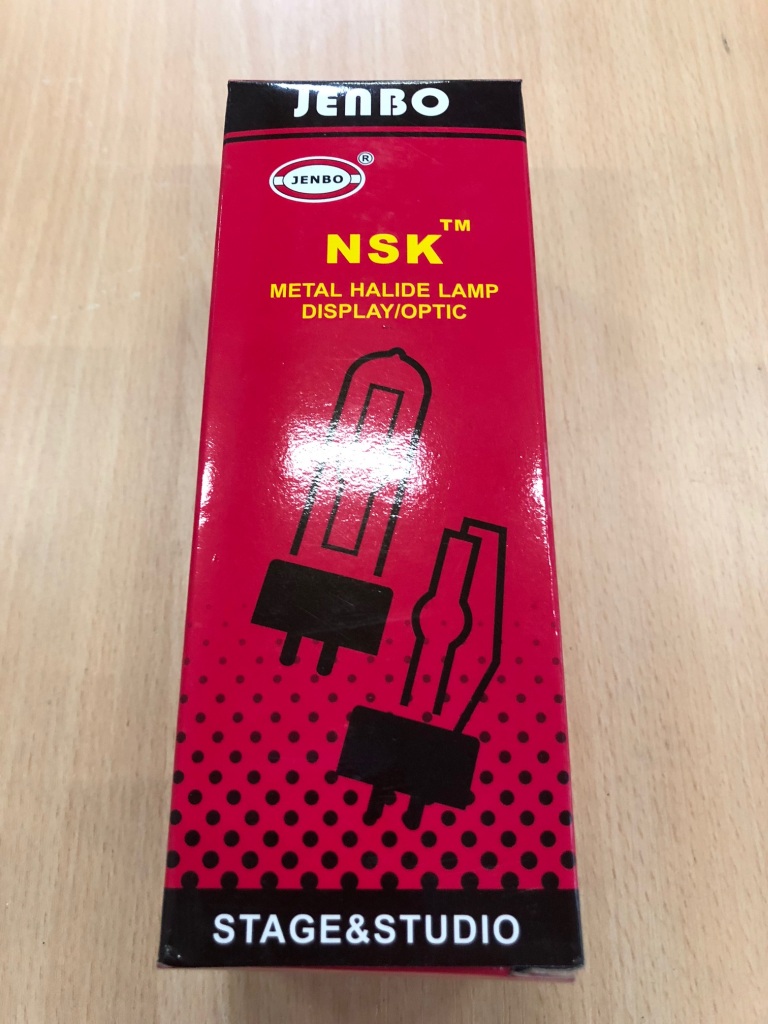 JENBO
JENBO ®
NSK™
METAL HALIDE LAMP
DISPLAY/OPTIC
STAGE&STUDIO